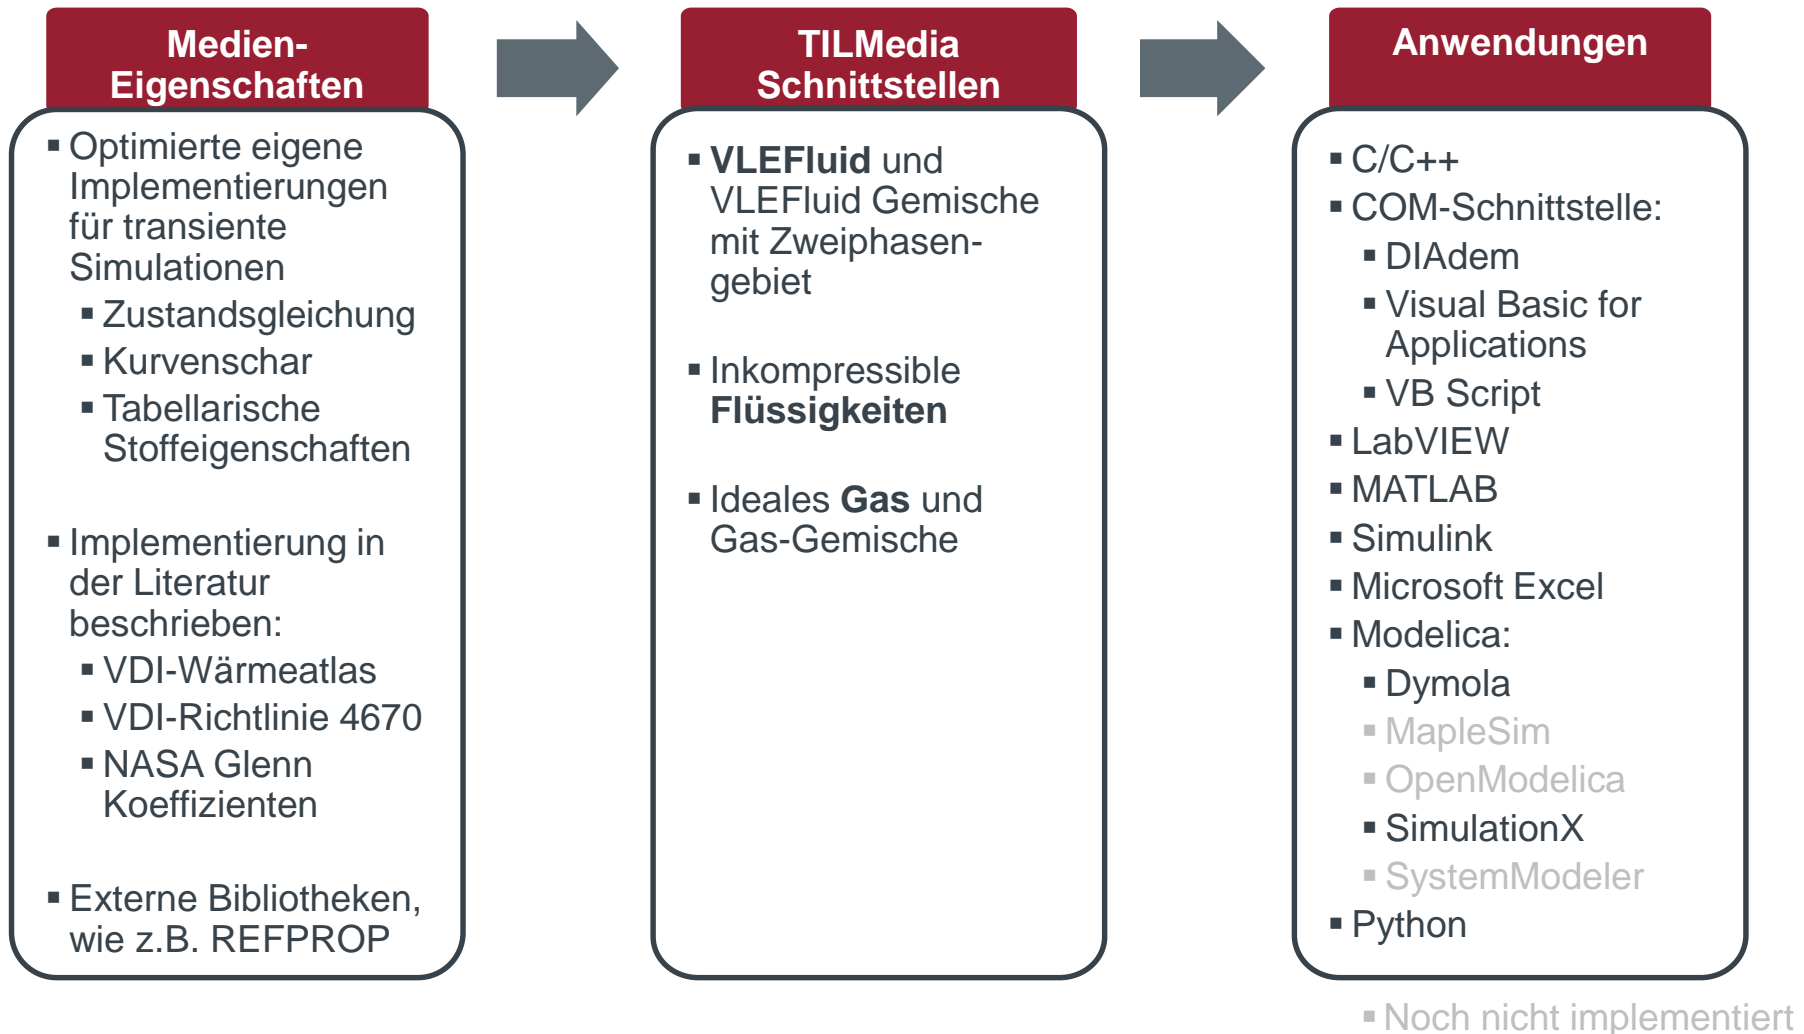 Medien-
Eigenschaften
▪ Optimierte eigene
Implementierungen
für transiente
Simulationen
▪ Zustandsgleichung
▪ Kurvenschar
▪ Tabellarische
Stoffeigenschaften
▪ Implementierung in
der Literatur
beschrieben:
▪ VDI-Wärmeatlas
▪ VDI-Richtlinie 4670
▪ NASA Glenn
Koeffizienten
▪ Externe Bibliotheken,
wie z.B. REFPROP
TILMedia
Schnittstellen
▪ VLEFluid und
VLEFluid Gemische
mit Zweiphasen-
gebiet
▪ Inkompressible
Flüssigkeiten
▪ Ideales Gas und
Gas-Gemische
Anwendungen
▪ C/C++
▪ COM-Schnittstelle:
▪ DIAdem
▪ Visual Basic for
Applications
▪ VB Script
▪ LabVIEW
▪ MATLAB
▪ Simulink
▪ Microsoft Excel
▪ Modelica:
▪ Dymola
▪ MapleSim
▪ OpenModelica
▪ SimulationX
▪ SystemModeler
▪ Python
▪ Noch nicht implementiert